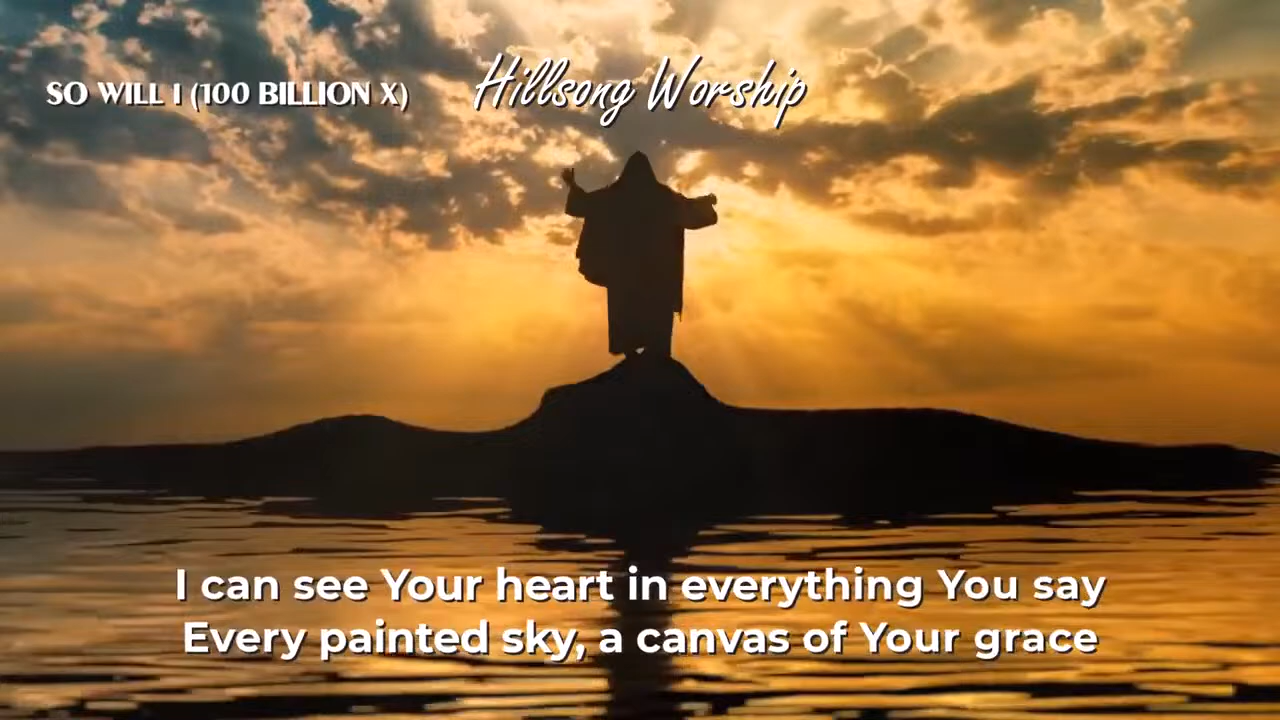 SO WILL I (100 BILLION X)
Hillsong Worship
I can see Your heart in everything You say
Every painted sky, a canvas of Your grace